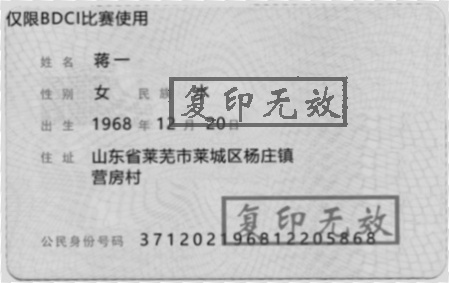 仅限BDCI比赛使用
姓名 蒋一
性别 女 民族
复印无效
出生 1968 年 12 月 20 日
住址 山东省莱芜市莱城区杨庄镇
营房村
复印无效
公民身份号码 371202196812205868